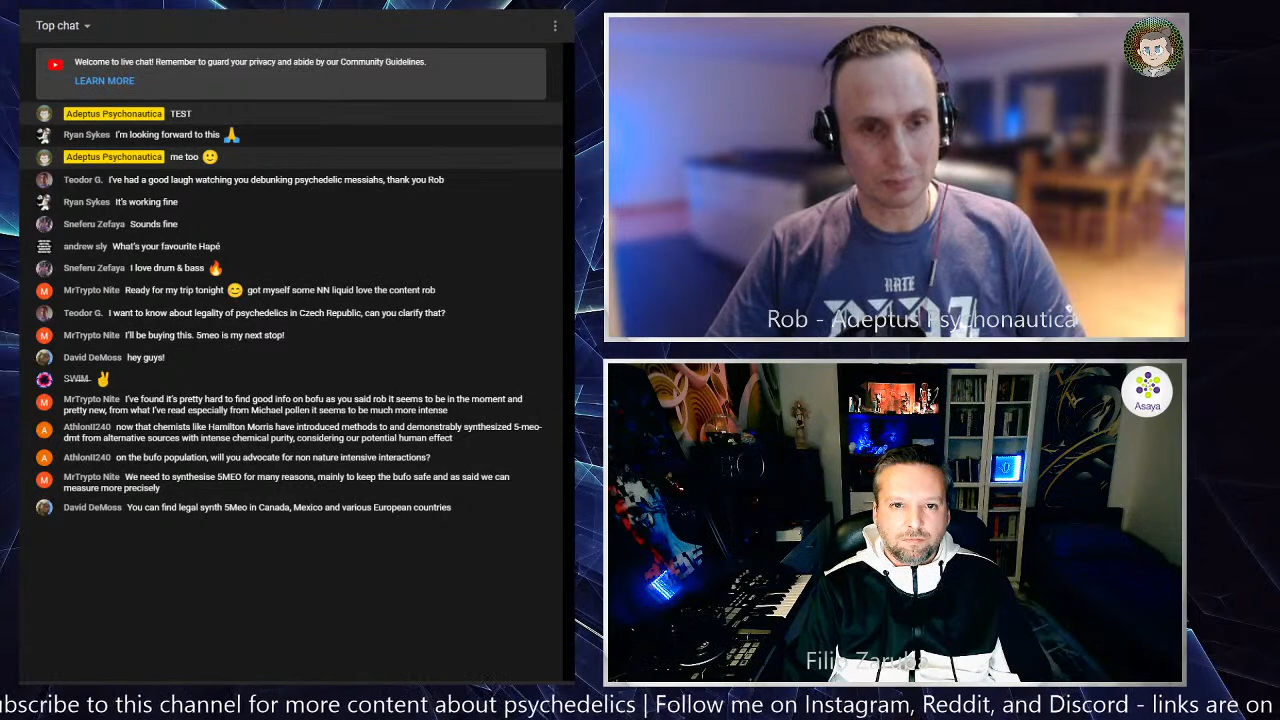 Top chat
Welcome to live chat! Remember to guard your privacy and abide by our Community Guidelines.
LEARN MORE
Adeptus Psychonautica TEST
Ryan Sykes I'm looking forward to this 🙏
Adeptus Psychonautica me too 🙂
Teodor G. I've had a good laugh watching you debunking psychedelic messiahs, thank you Rob
Ryan Sykes It's working fine
Sneferu Zefaya Sounds fine
andrew sly What's your favourite Hapé
Sneferu Zefaya I love drum & bass 🔥
M
MrTrypto Nite Ready for my trip tonight 😊 got myself some NN liquid love the content rob
Teodor G. I want to know about legality of psychedelics in Czech Republic, can you clarify that?
M
MrTrypto Nite I'll be buying this. 5meo is my next stop!
David DeMoss hey guys!
SWIM ✌
M
MrTrypto Nite I've found it's pretty hard to find good info on bofu as you said rob it seems to be in the moment and
pretty new, from what I've read especially from Michael pollen it seems to be much more intense
A
AthlonII240 now that chemists like Hamilton Morris have introduced methods to and demonstrably synthesized 5-meo-
dmt from alternative sources with intense chemical purity, considering our potential human effect
A
AthlonII240 on the bufo population, will you advocate for non nature intensive interactions?
M
MrTrypto Nite We need to synthesise 5MEO for many reasons, mainly to keep the bufo safe and as said we can
measure more precisely
David DeMoss You can find legal synth 5Meo in Canada, Mexico and various European countries
HATE
Rob - Adeptus Psychonautica
Asaya
Filip Zaruba
ubscribe to this channel for more content about psychedelics | Follow me on Instagram, Reddit, and Discord - links are on